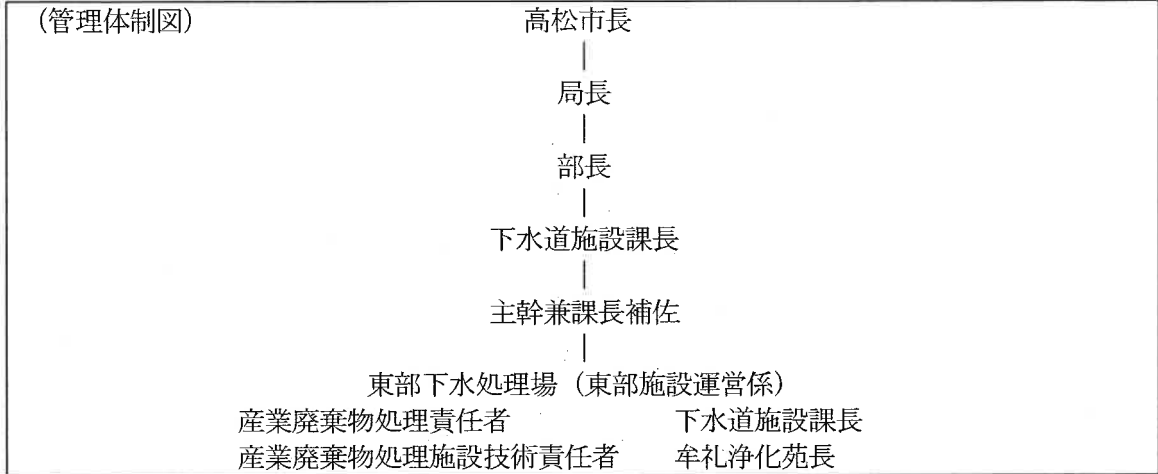 （管理体制図）
高松市長
局長
部長
下水道施設課長
主幹兼課長補佐
東部下水処理場（東部施設運営係）
産業廃棄物処理責任者　下水道施設課長
産業廃棄物処理施設技術責任者　牟礼浄化苑長